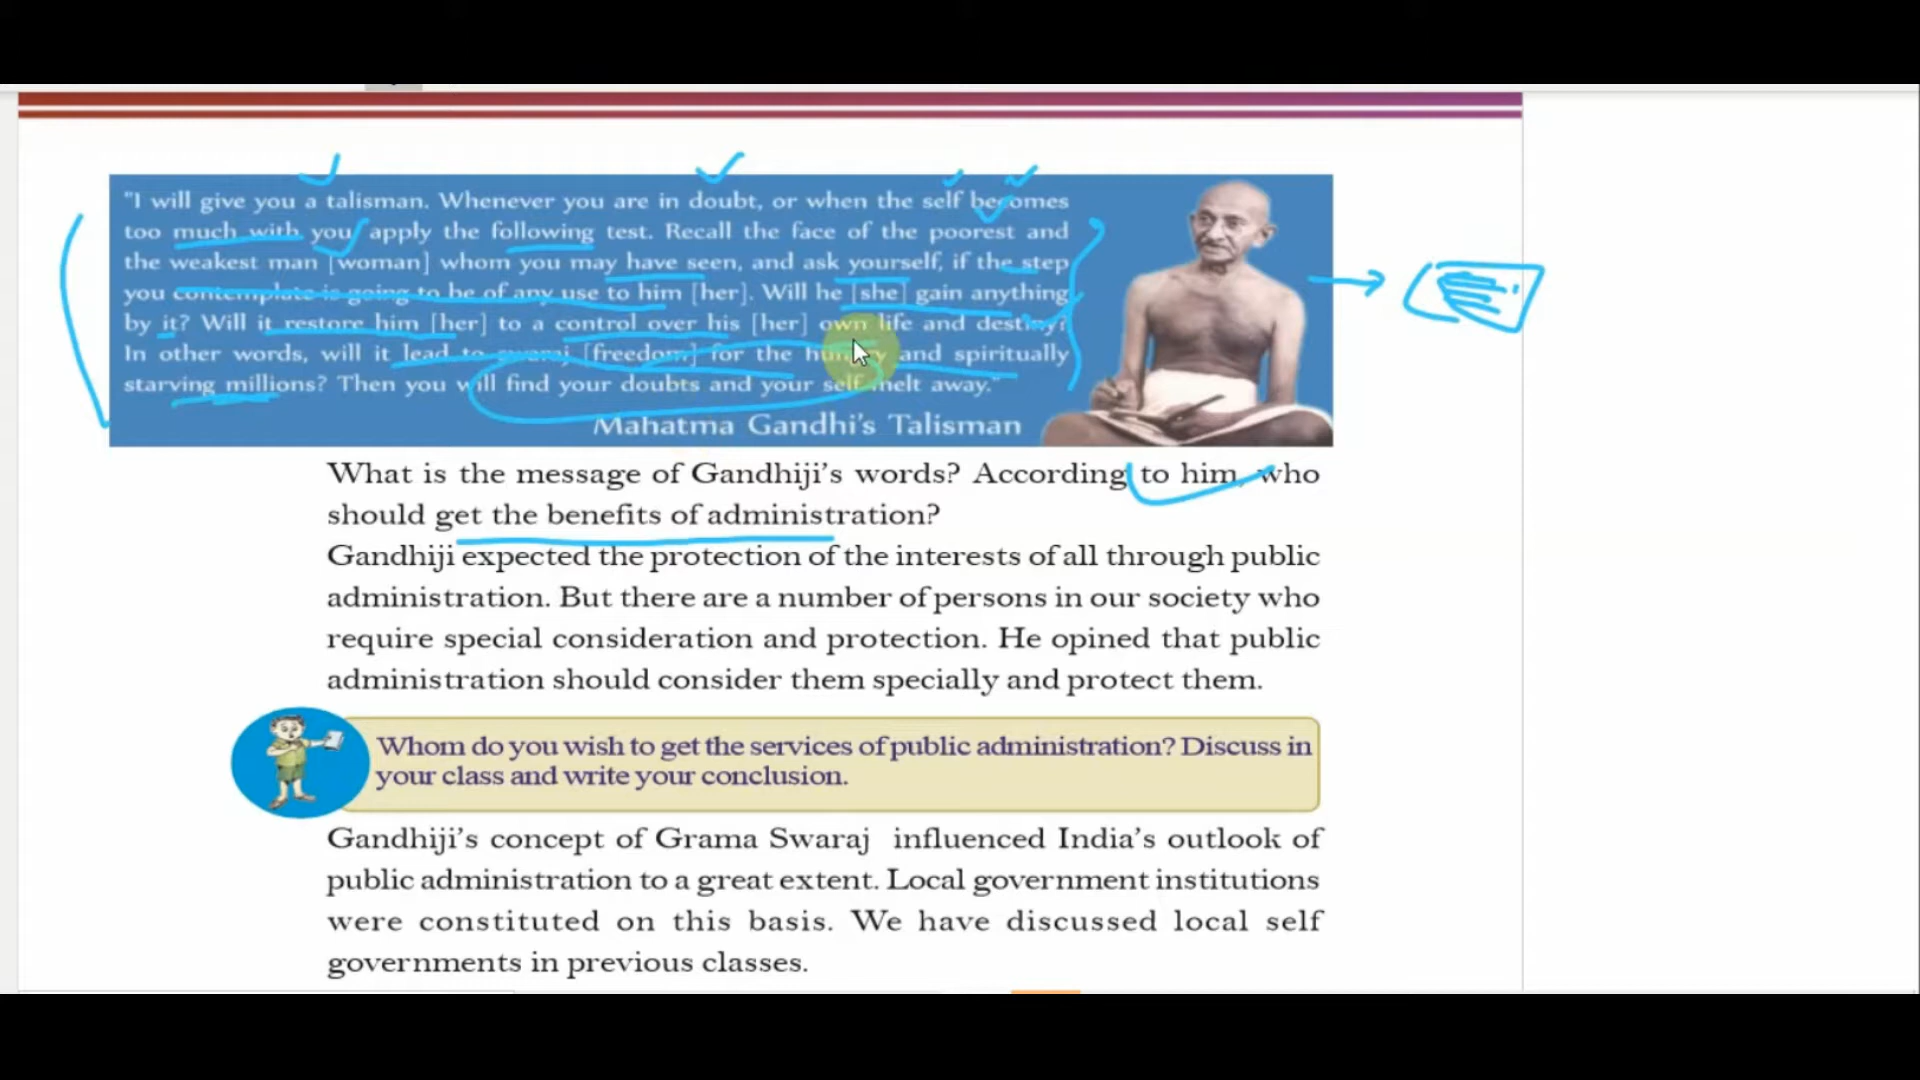 "I will give you a talisman. Whenever you are in doubt, or when the self becomes
too much with you, apply the following test. Recall the face of the poorest and
the weakest man [woman] whom you may have seen, and ask yourself, if the step
you contemplate is going to be of any use to him [her]. Will he [she] gain anything
by it? Will it restore him [her] to a control over his [her] own life and destiny?
In other words, will it lead to swaraj [freedom] for the hungry and spiritually
starving millions? Then you will find your doubts and your self melt away."
Mahatma Gandhi's Talisman
What is the message of Gandhiji's words? According to him, who
should get the benefits of administration?
Gandhiji expected the protection of the interests of all through public
administration. But there are a number of persons in our society who
require special consideration and protection. He opined that public
administration should consider them specially and protect them.
Whom do you wish to get the services of public administration? Discuss in
your class and write your conclusion.
Gandhiji's concept of Grama Swaraj influenced India's outlook of
public administration to a great extent. Local government institutions
were constituted on this basis. We have discussed local self
governments in previous classes.